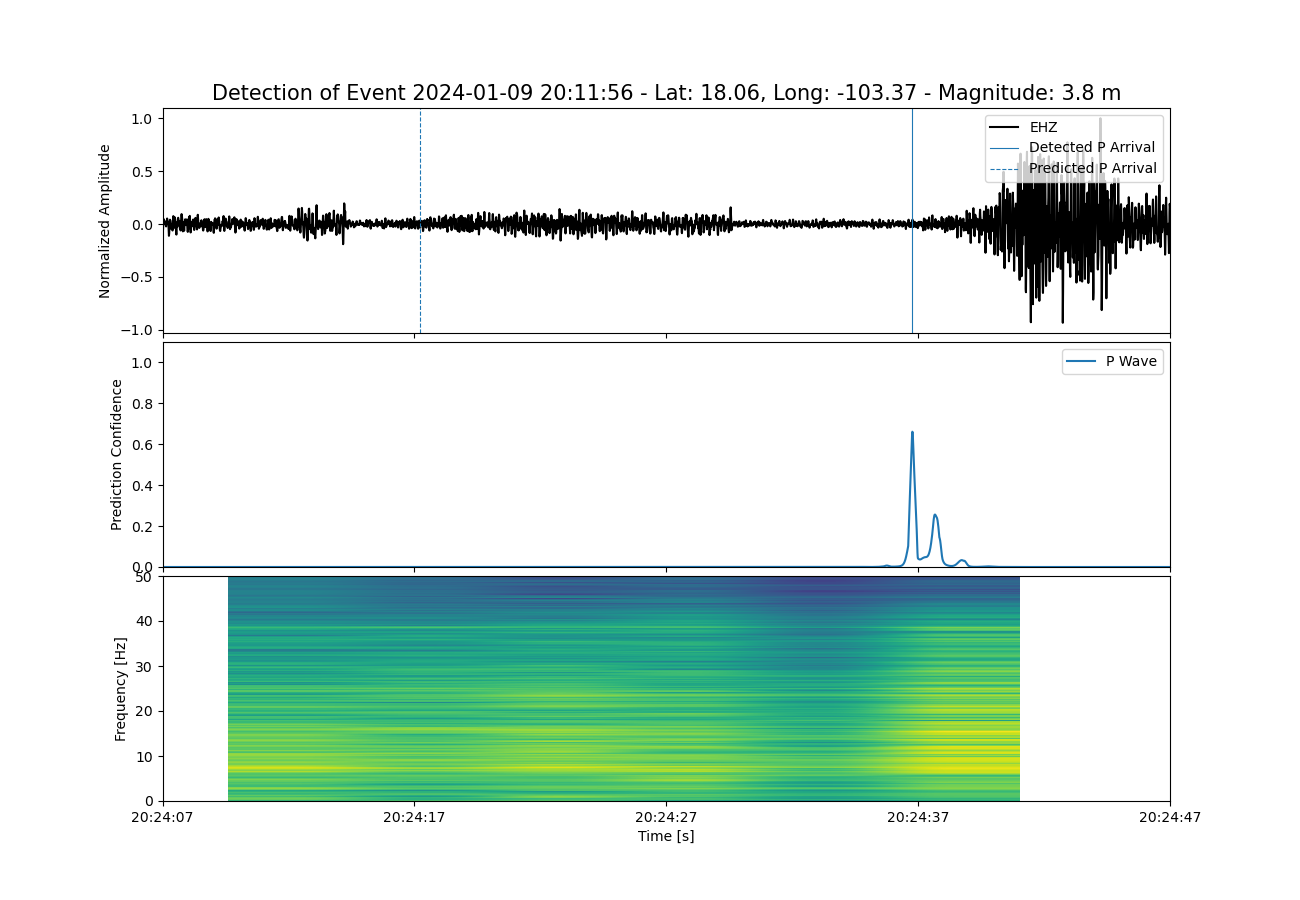 Detection of Event 2024-01-09 20:11:56 - Lat: 18.06, Long: -103.37 - Magnitude: 3.8 m
Normalized Amplitude
1.0
0.5
0.0
−0.5
−1.0
EHZ
Detected P Arrival
Predicted P Arrival
Prediction Confidence
1.0
0.8
0.6
0.4
0.2
0.0
P Wave
Frequency [Hz]
50
40
30
20
10
0
20:24:07 20:24:17 20:24:27 20:24:37 20:24:47
Time [s]